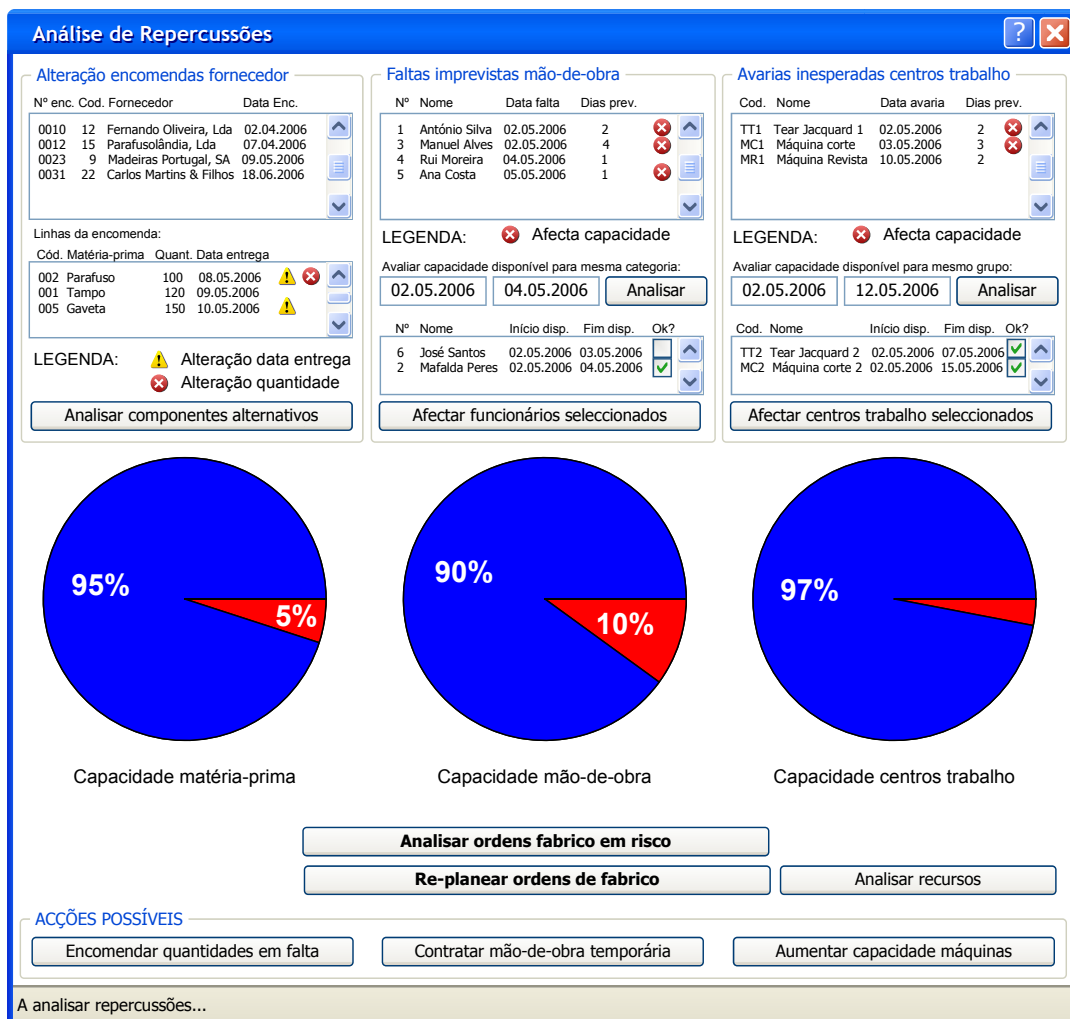 Análise de Repercussões
?
Alteração encomendas fornecedor
Nº enc. Cod. Fornecedor Data Enc.
0010 12 Fernando Oliveira, Lda 02.04.2006
0012 15 Parafusolândia, Lda 07.04.2006
0023 9 Madeiras Portugal, SA 09.05.2006
0031 22 Carlos Martins & Filhos 18.06.2006
Linhas da encomenda:
Cód. Matéria-prima Quant. Data entrega
002 Parafuso 100 08.05.2006
001 Tampo 120 09.05.2006
005 Gaveta 150 10.05.2006
LEGENDA: Alteração data entrega
Alteração quantidade
Analisar componentes alternativos
Faltas imprevistas mão-de-obra
Nº Nome Data falta Dias prev.
1 António Silva 02.05.2006 2
3 Manuel Alves 02.05.2006 4
4 Rui Moreira 04.05.2006 1
5 Ana Costa 05.05.2006 1
LEGENDA: Afecta capacidade
Avaliar capacidade disponível para mesma categoria:
02.05.2006 04.05.2006 Analisar
Nº Nome Início disp. Fim disp. Ok?
6 José Santos 02.05.2006 03.05.2006
2 Mafalda Peres 02.05.2006 04.05.2006
Afectar funcionários seleccionados
Avarias inesperadas centros trabalho
Cod. Nome Data avaria Dias prev.
TT1 Tear Jacquard 1 02.05.2006 2
MC1 Máquina corte 03.05.2006 3
MR1 Máquina Revista 10.05.2006 2
LEGENDA: Afecta capacidade
Avaliar capacidade disponível para mesmo grupo:
02.05.2006 12.05.2006 Analisar
Cod. Nome Início disp. Fim disp. Ok?
TT2 Tear Jacquard 2 02.05.2006 07.05.2006
MC2 Máquina corte 2 02.05.2006 15.05.2006
Afectar centros trabalho seleccionados
95%
5%
Capacidade matéria-prima
90%
10%
Capacidade mão-de-obra
97%
Capacidade centros trabalho
Analisar ordens fabrico em risco
Re-planear ordens de fabrico
Analisar recursos
ACÇÕES POSSÍVEIS
Encomendar quantidades em falta
Contratar mão-de-obra temporária
Aumentar capacidade máquinas
A analisar repercussões...